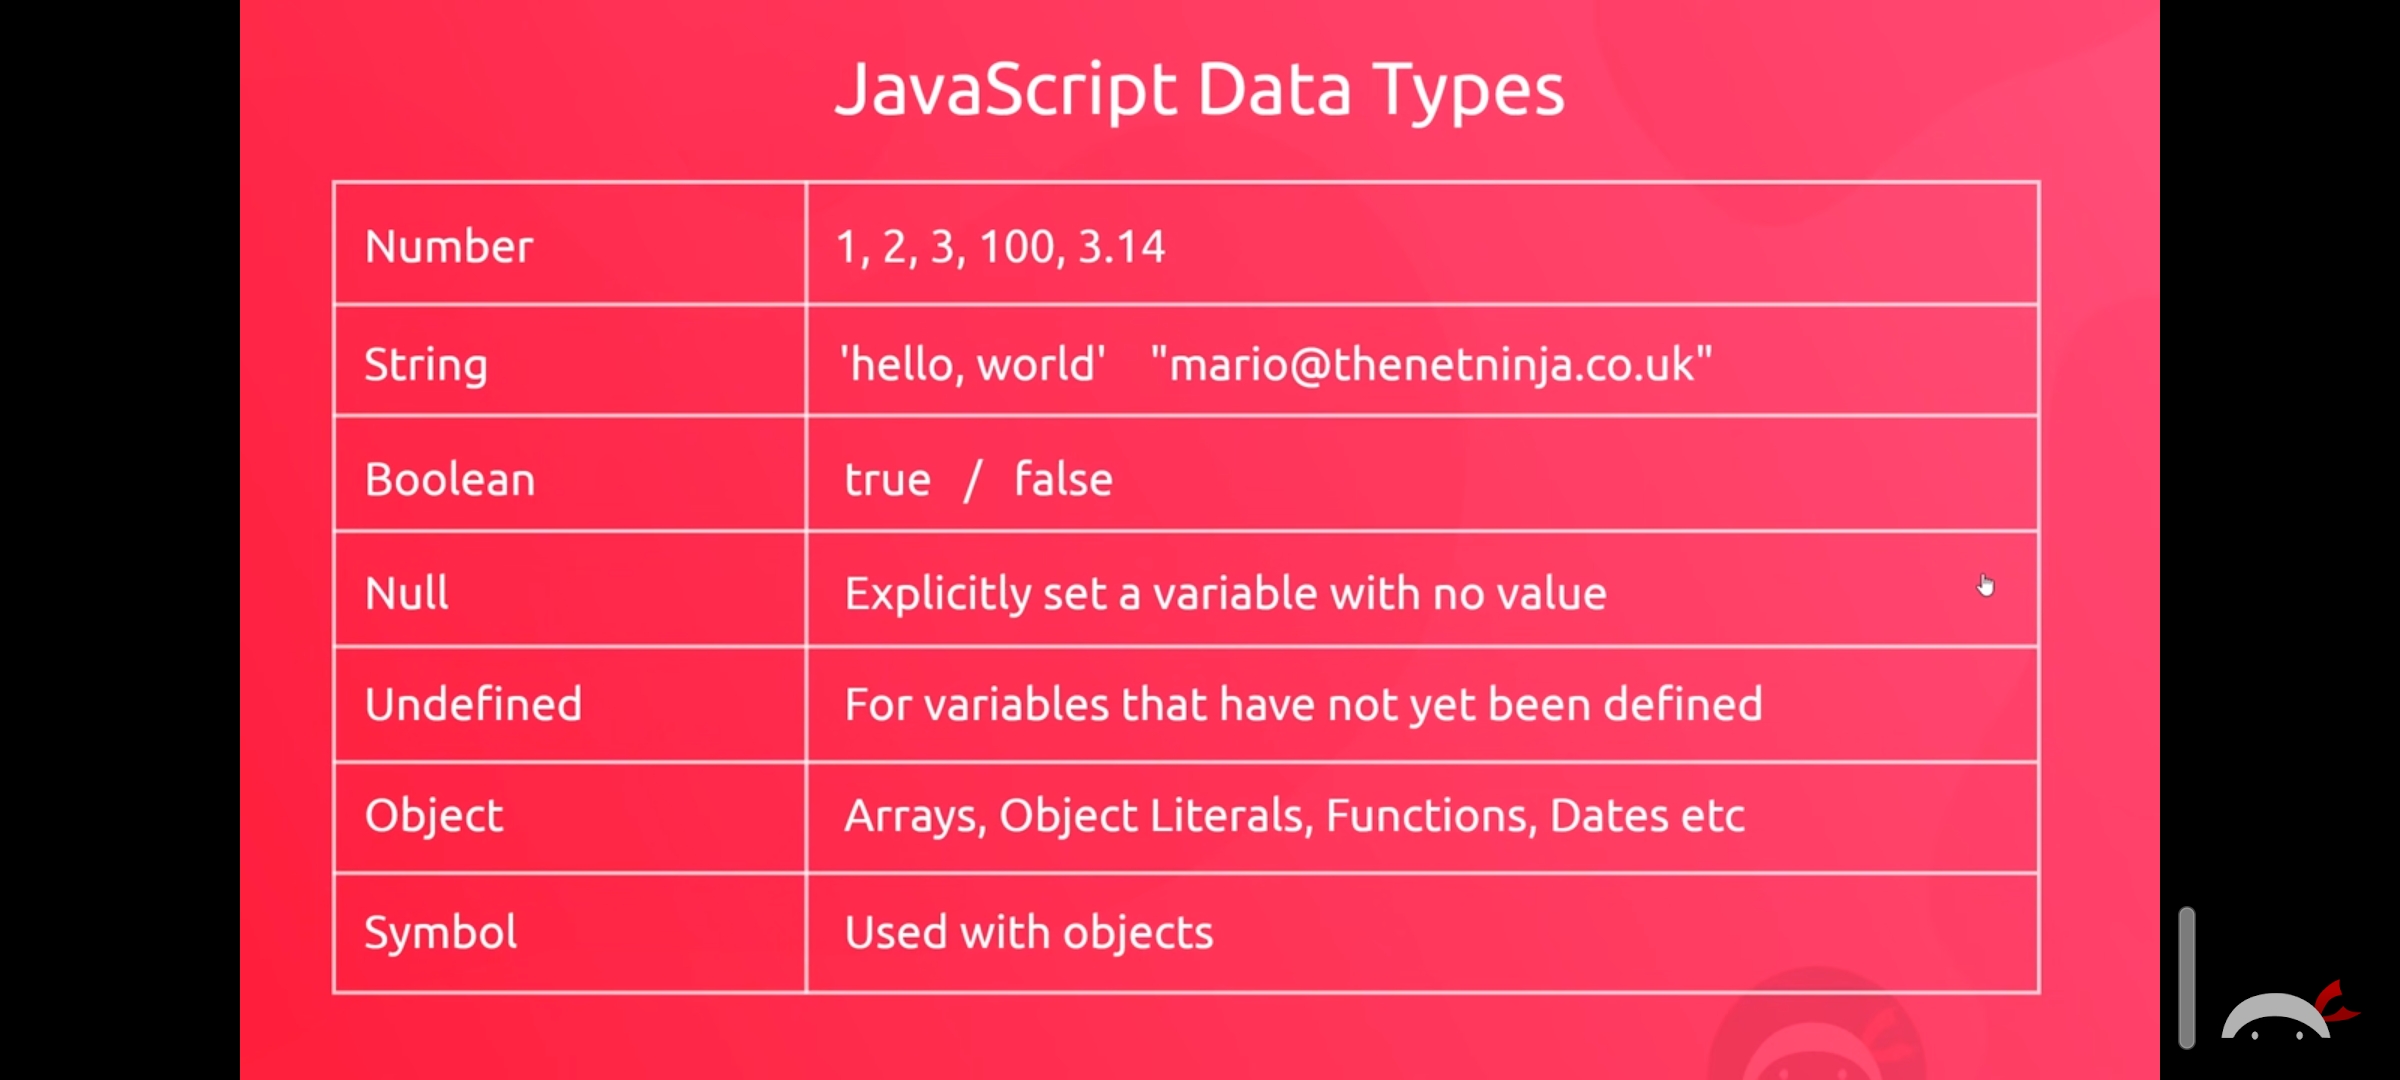 JavaScript Data Types
Number 1, 2, 3, 100, 3.14
String 'hello, world' "mario@thenetninja.co.uk"
Boolean true / false
Null Explicitly set a variable with no value
Undefined For variables that have not yet been defined
Object Arrays, Object Literals, Functions, Dates etc
Symbol Used with objects